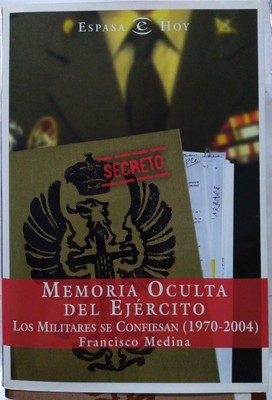 ESPASA e HOY
SECRETO
MEMORIA OCULTA
DEL EJÉRCITO
LOS MILITARES SE CONFIESAN (1970-2004)
Francisco Medina